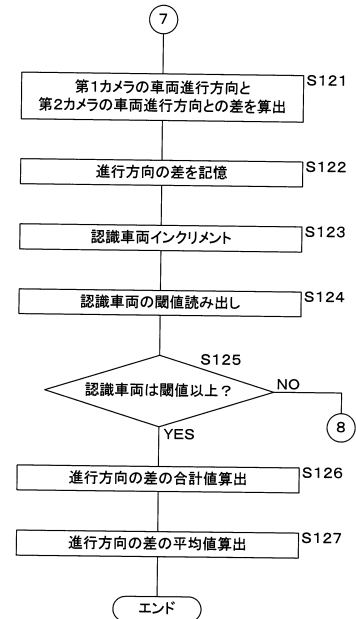 7
第1カメラの車両進行方向と
第2カメラの車両進行方向との差を算出
S121
進行方向の差を記憶
S122
認識車両インクリメント
S123
認識車両の閾値読み出し
S124
S125
認識車両は閾値以上？
NO
8
YES
進行方向の差の合計値算出
S126
進行方向の差の平均値算出
S127
エンド